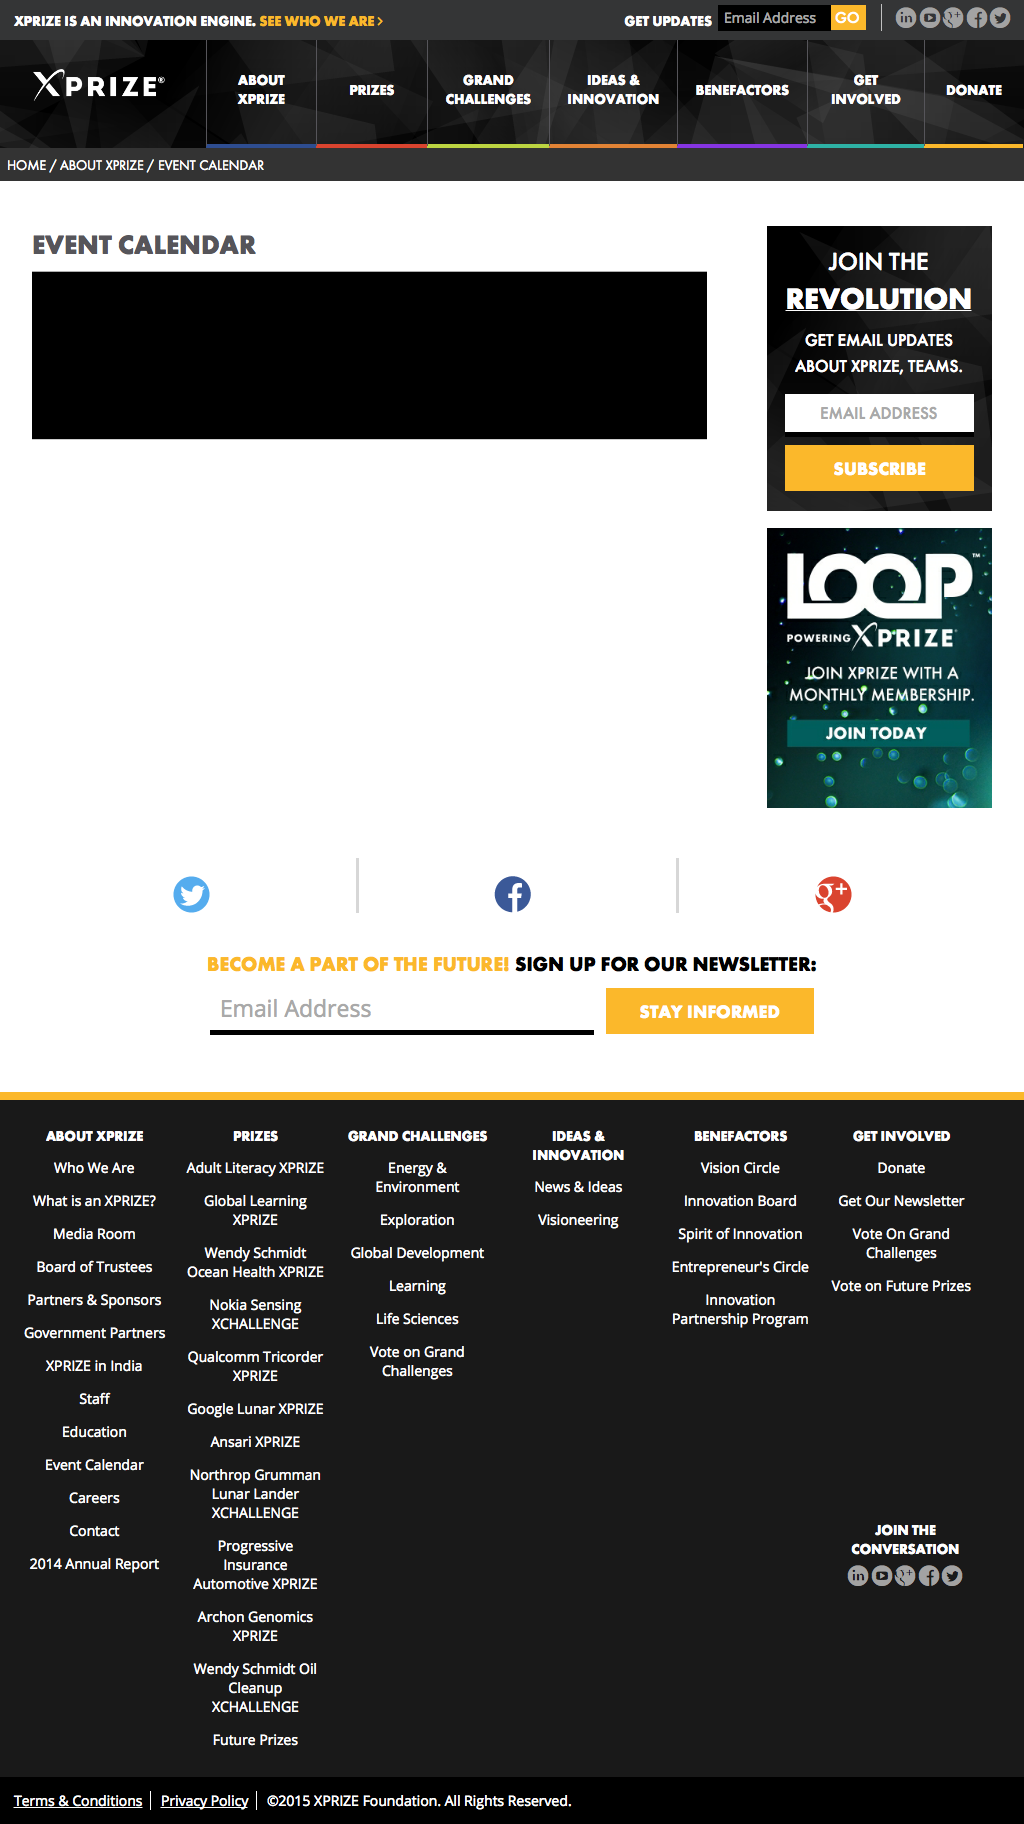 XPRIZE IS AN INNOVATION ENGINE. SEE WHO WE ARE >
GET UPDATES Email Address GO
XPRIZE®
ABOUT
XPRIZE
PRIZES
GRAND
CHALLENGES
IDEAS &
INNOVATION
BENEFACTORS
GET
INVOLVED
DONATE
HOME / ABOUT XPRIZE / EVENT CALENDAR
EVENT CALENDAR
JOIN THE
REVOLUTION
GET EMAIL UPDATES
ABOUT XPRIZE, TEAMS.
EMAIL ADDRESS
SUBSCRIBE
LOOP™
POWERING XPRIZE
JOIN XPRIZE WITH A
MONTHLY MEMBERSHIP.
JOIN TODAY
BECOME A PART OF THE FUTURE! SIGN UP FOR OUR NEWSLETTER:
Email Address
STAY INFORMED
ABOUT XPRIZE
Who We Are
What is an XPRIZE?
Media Room
Board of Trustees
Partners & Sponsors
Government Partners
XPRIZE in India
Staff
Education
Event Calendar
Careers
Contact
2014 Annual Report
PRIZES
Adult Literacy XPRIZE
Global Learning
XPRIZE
Wendy Schmidt
Ocean Health XPRIZE
Nokia Sensing
XCHALLENGE
Qualcomm Tricorder
XPRIZE
Google Lunar XPRIZE
Ansari XPRIZE
Northrop Grumman
Lunar Lander
XCHALLENGE
Progressive
Insurance
Automotive XPRIZE
Archon Genomics
XPRIZE
Wendy Schmidt Oil
Cleanup
XCHALLENGE
Future Prizes
GRAND CHALLENGES
Energy &
Environment
Exploration
Global Development
Learning
Life Sciences
Vote on Grand
Challenges
IDEAS &
INNOVATION
News & Ideas
Visioneering
BENEFACTORS
Vision Circle
Innovation Board
Spirit of Innovation
Entrepreneur's Circle
Innovation
Partnership Program
GET INVOLVED
Donate
Get Our Newsletter
Vote On Grand
Challenges
Vote on Future Prizes
JOIN THE
CONVERSATION
Terms & Conditions | Privacy Policy | ©2015 XPRIZE Foundation. All Rights Reserved.